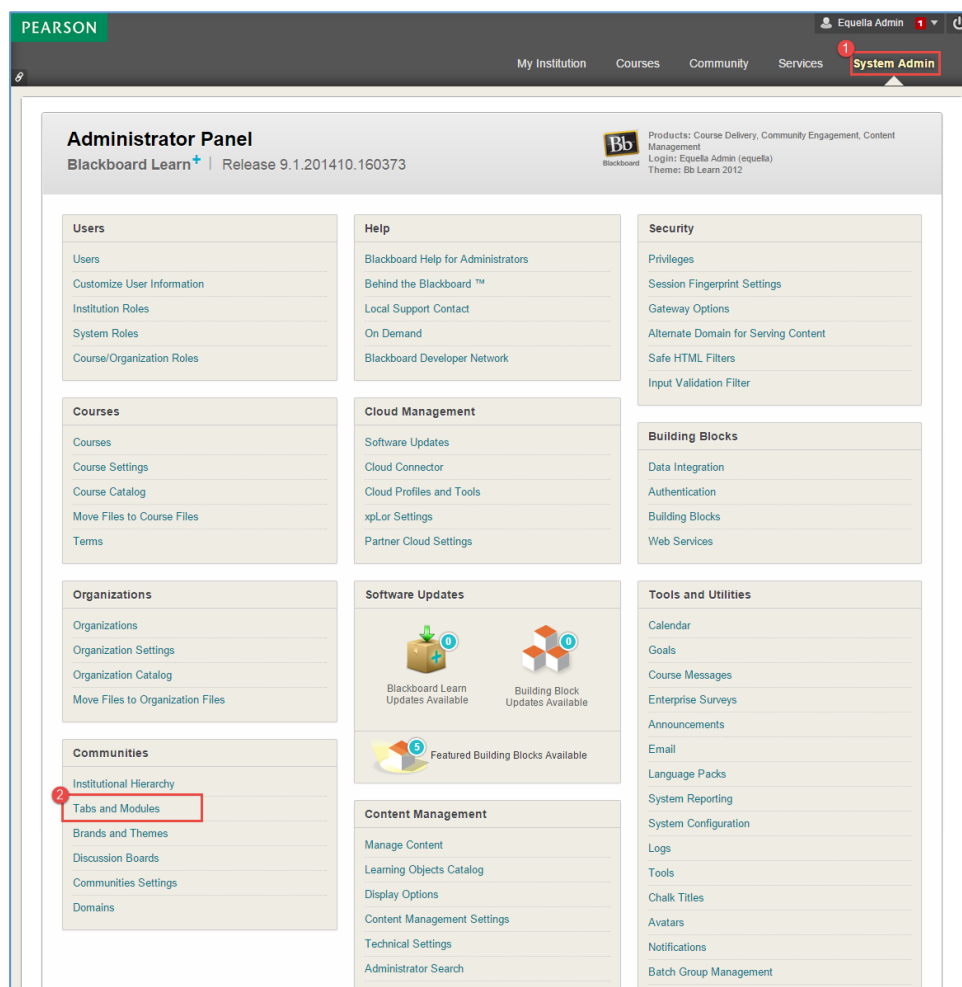 PEARSON
Equella Admin 1
1
My Institution Courses Community Services System Admin
Administrator Panel
Blackboard Learn+ | Release 9.1.201410.160373
Bb
Blackboard
Products: Course Delivery, Community Engagement, Content
Management
Login: Equella Admin (equella)
Theme: Bb Learn 2012
Users
Users
Customize User Information
Institution Roles
System Roles
Course/Organization Roles
Courses
Courses
Course Settings
Course Catalog
Move Files to Course Files
Terms
Organizations
Organizations
Organization Settings
Organization Catalog
Move Files to Organization Files
Communities
Institutional Hierarchy
2
Tabs and Modules
Brands and Themes
Discussion Boards
Communities Settings
Domains
Help
Blackboard Help for Administrators
Behind the Blackboard ™
Local Support Contact
On Demand
Blackboard Developer Network
Cloud Management
Software Updates
Cloud Connector
Cloud Profiles and Tools
xpLor Settings
Partner Cloud Settings
Software Updates
0
Blackboard Learn
Updates Available
0
Building Block
Updates Available
5
Featured Building Blocks Available
Content Management
Manage Content
Learning Objects Catalog
Display Options
Content Management Settings
Technical Settings
Administrator Search
Security
Privileges
Session Fingerprint Settings
Gateway Options
Alternate Domain for Serving Content
Safe HTML Filters
Input Validation Filter
Building Blocks
Data Integration
Authentication
Building Blocks
Web Services
Tools and Utilities
Calendar
Goals
Course Messages
Enterprise Surveys
Announcements
Email
Language Packs
System Reporting
System Configuration
Logs
Tools
Chalk Titles
Avatars
Notifications
Batch Group Management